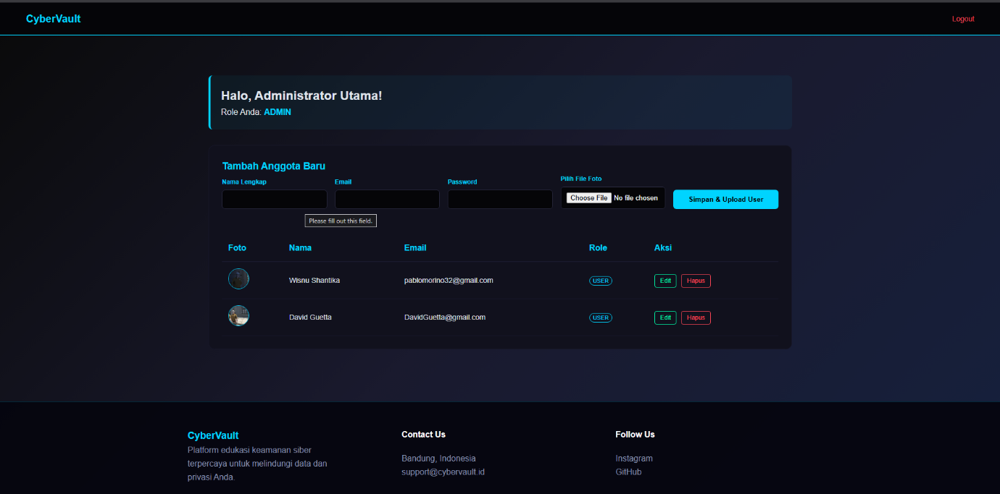 CyberVault
Logout
Halo, Administrator Utama!
Role Anda: ADMIN
Tambah Anggota Baru
Nama Lengkap
Email
Password
Pilih File Foto
Choose File No file chosen
Simpan & Upload User
Please fill out this field.
Foto Nama Email Role Aksi
Wisnu Shantika pablomorino32@gmail.com USER Edit Hapus
David Guetta DavidGuetta@gmail.com USER Edit Hapus
CyberVault
Platform edukasi keamanan siber
terpercaya untuk melindungi data dan
privasi Anda.
Contact Us
Bandung, Indonesia
support@cybervault.id
Follow Us
Instagram
GitHub